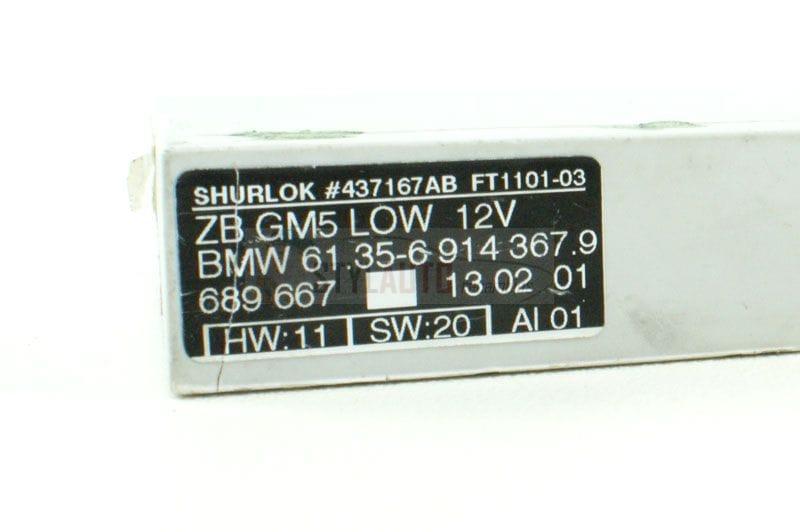 SHURLOK #437167AB FT1101-03
ZB GM5 LOW 12V
BMW 61 35-6 914 367.9
689 667 13 02 01
HW:11 SW:20 AI 01
STYLAUTO